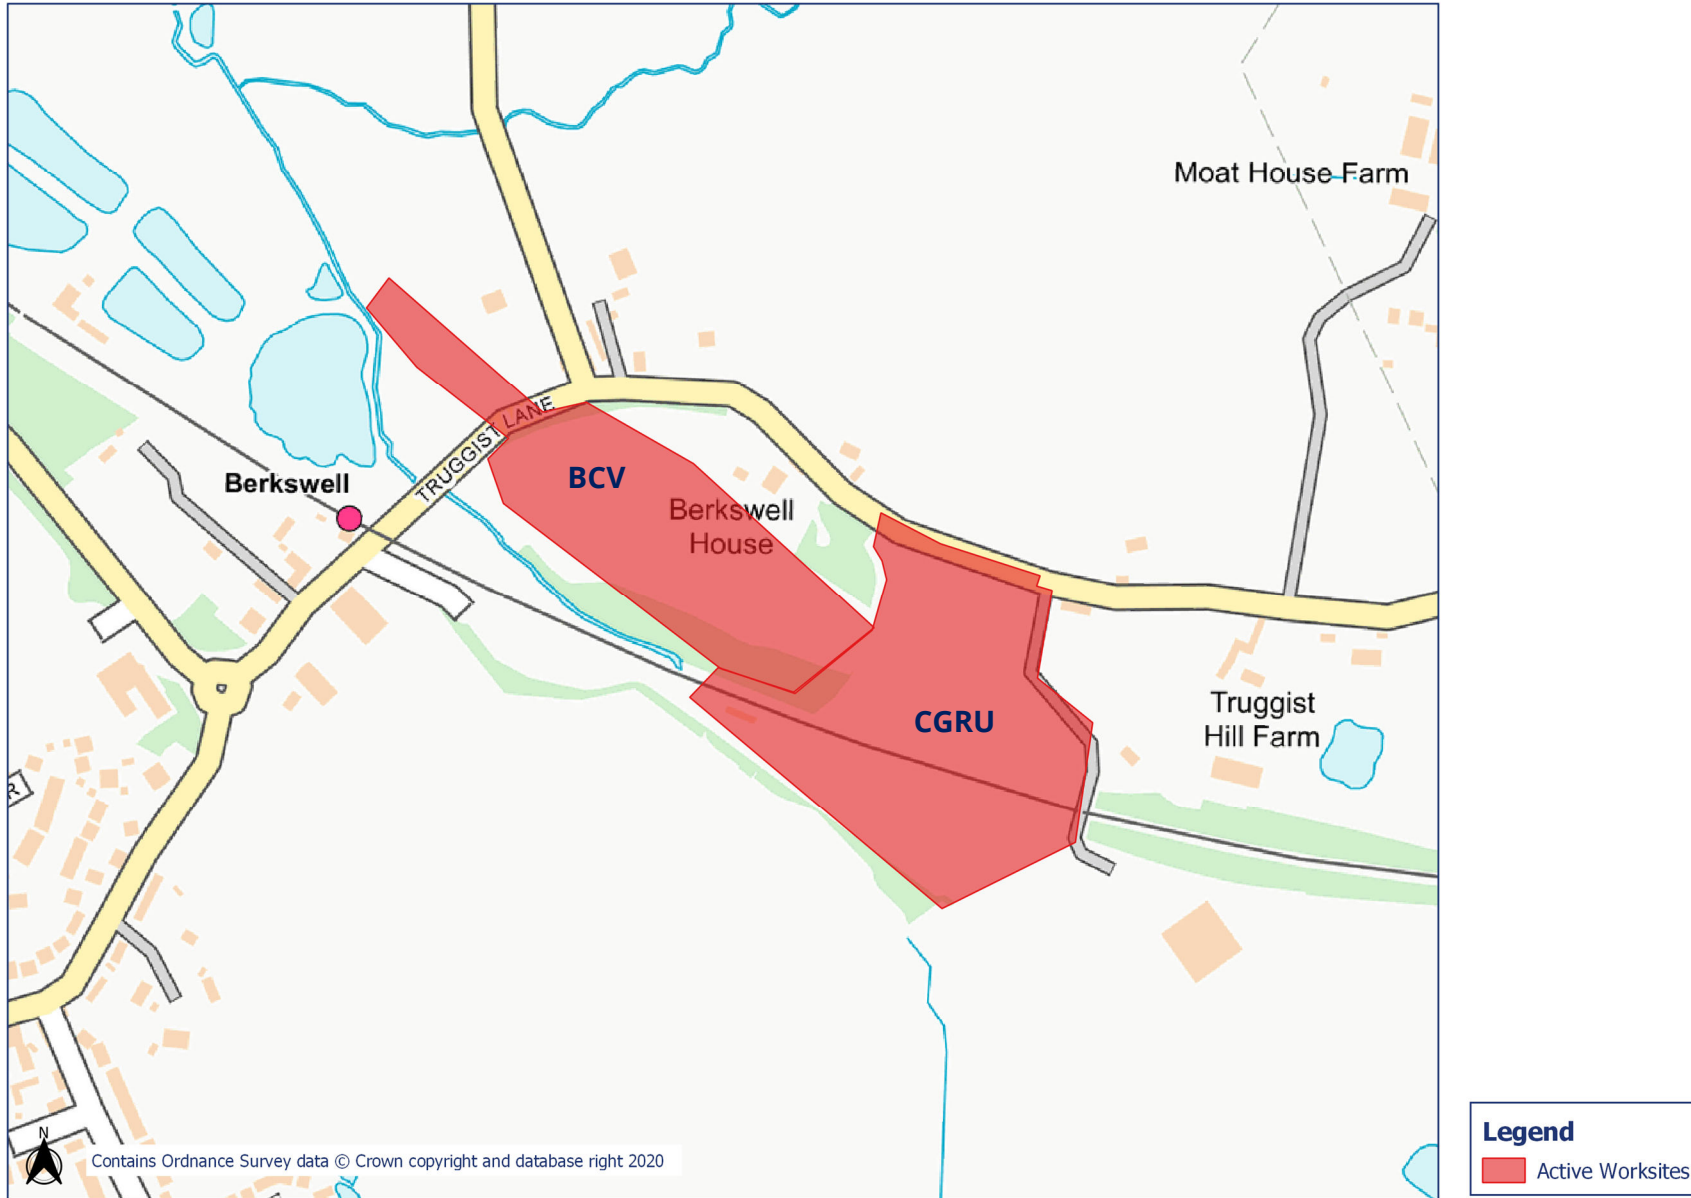 Moat House Farm
TRUGGIST LANE
BCV
Berkswell
Berkswell
House
Truggist
Hill Farm
CGRU
R
N
Contains Ordnance Survey data © Crown copyright and database right 2020
Legend
Active Worksites